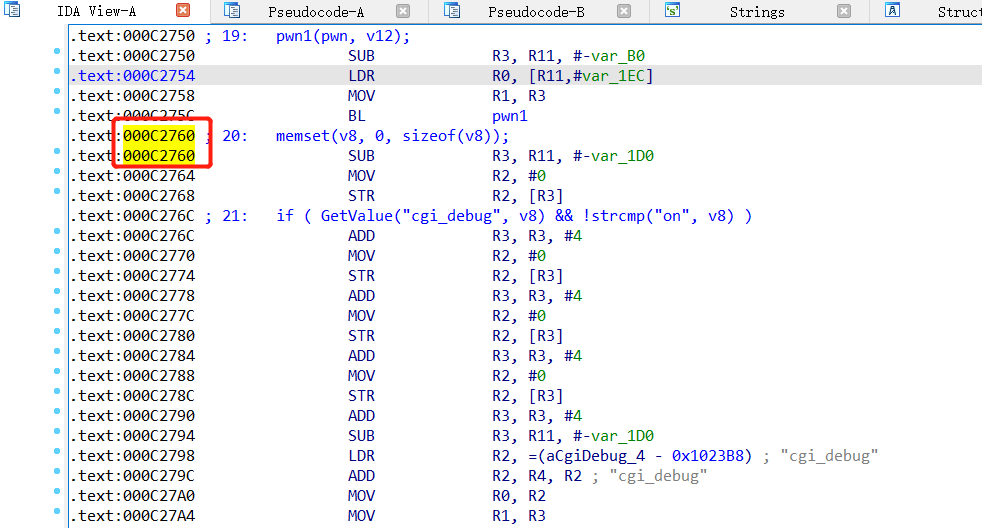 IDA View-A Pseudocode-A Pseudocode-B Strings Struct
.text:000C2750 ; 19: pwn1(pwn, v12);
.text:000C2750 SUB R3, R11, #-var_B0
.text:000C2754 LDR R0, [R11,#var_1EC]
.text:000C2758 MOV R1, R3
.text:000C275C BL pwn1
.text:000C2760 ; 20: memset(v8, 0, sizeof(v8));
.text:000C2760 SUB R3, R11, #-var_1D0
.text:000C2764 MOV R2, #0
.text:000C2768 STR R2, [R3]
.text:000C276C ; 21: if ( GetValue("cgi_debug", v8) && !strcmp("on", v8) )
.text:000C276C ADD R3, R3, #4
.text:000C2770 MOV R2, #0
.text:000C2774 STR R2, [R3]
.text:000C2778 ADD R3, R3, #4
.text:000C277C MOV R2, #0
.text:000C2780 STR R2, [R3]
.text:000C2784 ADD R3, R3, #4
.text:000C2788 MOV R2, #0
.text:000C278C STR R2, [R3]
.text:000C2790 ADD R3, R3, #4
.text:000C2794 SUB R3, R11, #-var_1D0
.text:000C2798 LDR R2, =(aCgiDebug_4 - 0x1023B8) ; "cgi_debug"
.text:000C279C ADD R2, R4, R2 ; "cgi_debug"
.text:000C27A0 MOV R0, R2
.text:000C27A4 MOV R1, R3